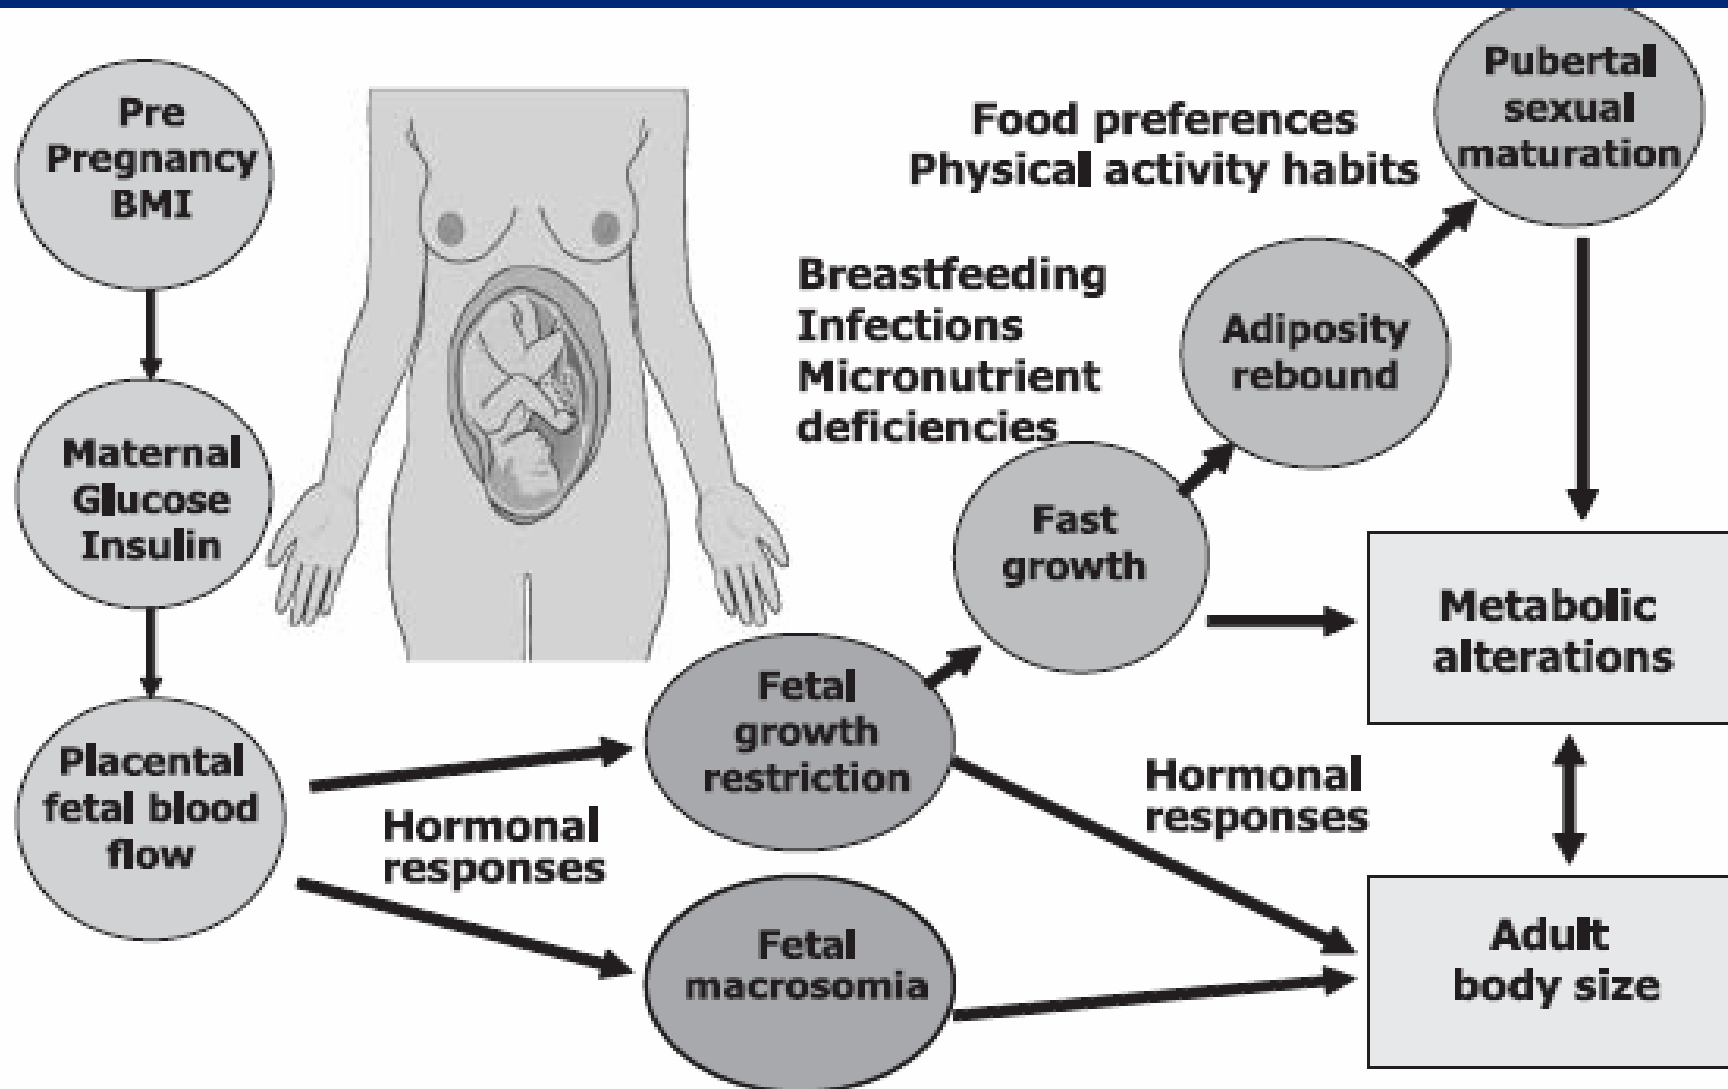 Pre
Pregnancy
BMI
Maternal
Glucose
Insulin
Placental
fetal blood
flow
Hormonal
responses
Fetal
growth
restriction
Fetal
macrosomia
Breastfeeding
Infections
Micronutrient
deficiencies
Fast
growth
Food preferences
Physical activity habits
Adiposity
rebound
Pubertal
sexual
maturation
Metabolic
alterations
Hormonal
responses
Adult
body size